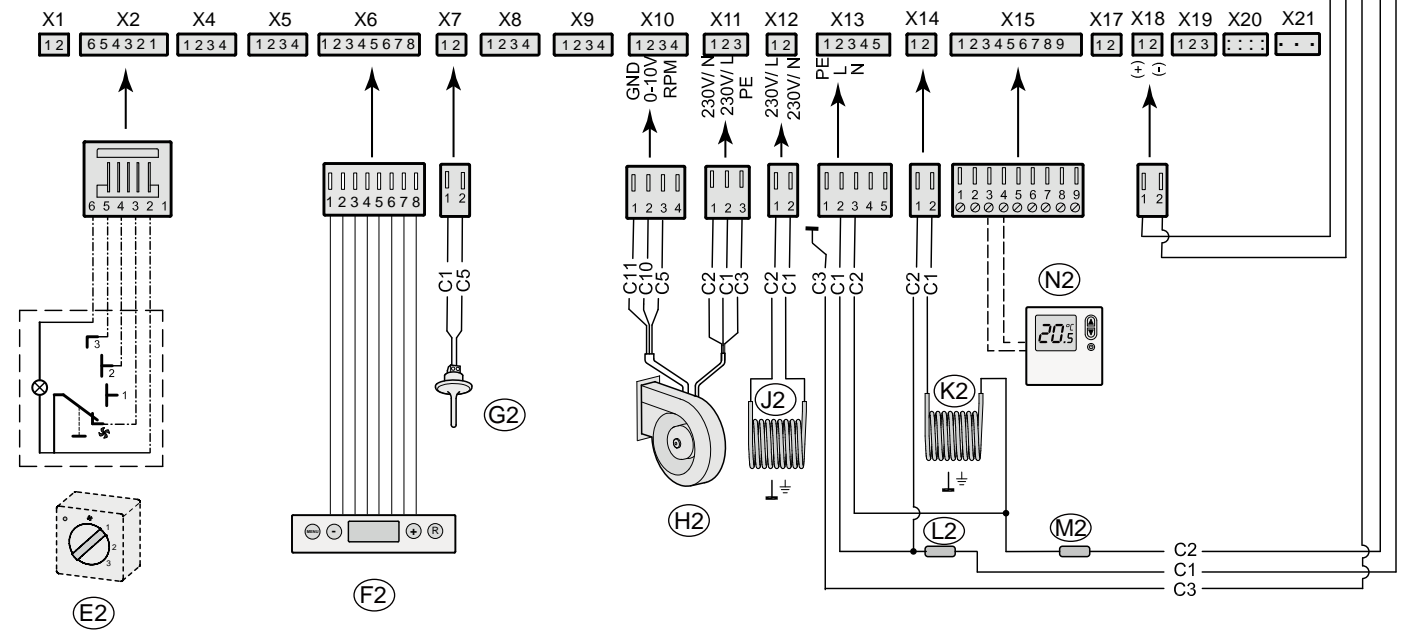 X1 X2 X4 X5 X6 X7 X8 X9 X10 X11 X12 X13 X14 X15 X17 X18 X19 X20 X21
1 2 6 5 4 3 2 1 1 2 3 4 1 2 3 4 1 2 3 4 5 6 7 8 1 2 1 2 3 4 1 2 3 4 1 2 3 4 1 2 3 1 2 1 2 3 4 5 1 2 1 2 3 4 5 6 7 8 9 1 2 1 2 1 2 3
GND
0-10V
RPM
230V/ N
230V/ L
PE
230V/ L
230V/ N
PE
L
N
(+)
(-)
6 5 4 3 2 1
1 2 3 4 5 6 7 8
1 2
1 2 3 4
1 2 3
1 2
1 2 3 4 5
1 2
1 2 3 4 5 6 7 8 9
1 2
C1 C5
C11 C10 C5
C2 C1 C3
C2 C1
C3 C1 C2
C2 C1
N2
20.5 °C
3
2
1
G2
J2
K2
H2
L2
M2
C2
C1
C3
MENU - + R
1
2
3
E2
F2